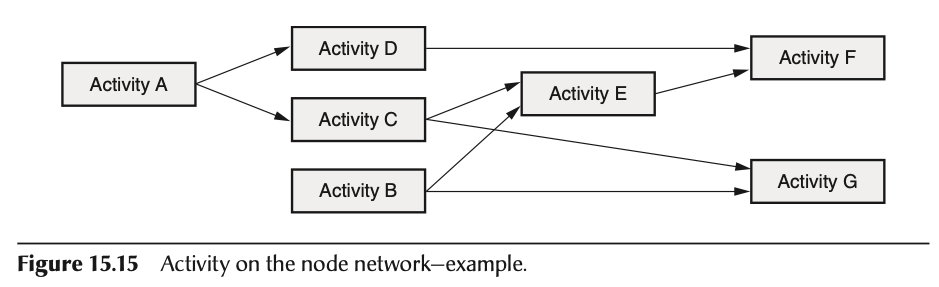 Activity D
Activity F
Activity A
Activity E
Activity C
Activity G
Activity B
Figure 15.15 Activity on the node network—example.